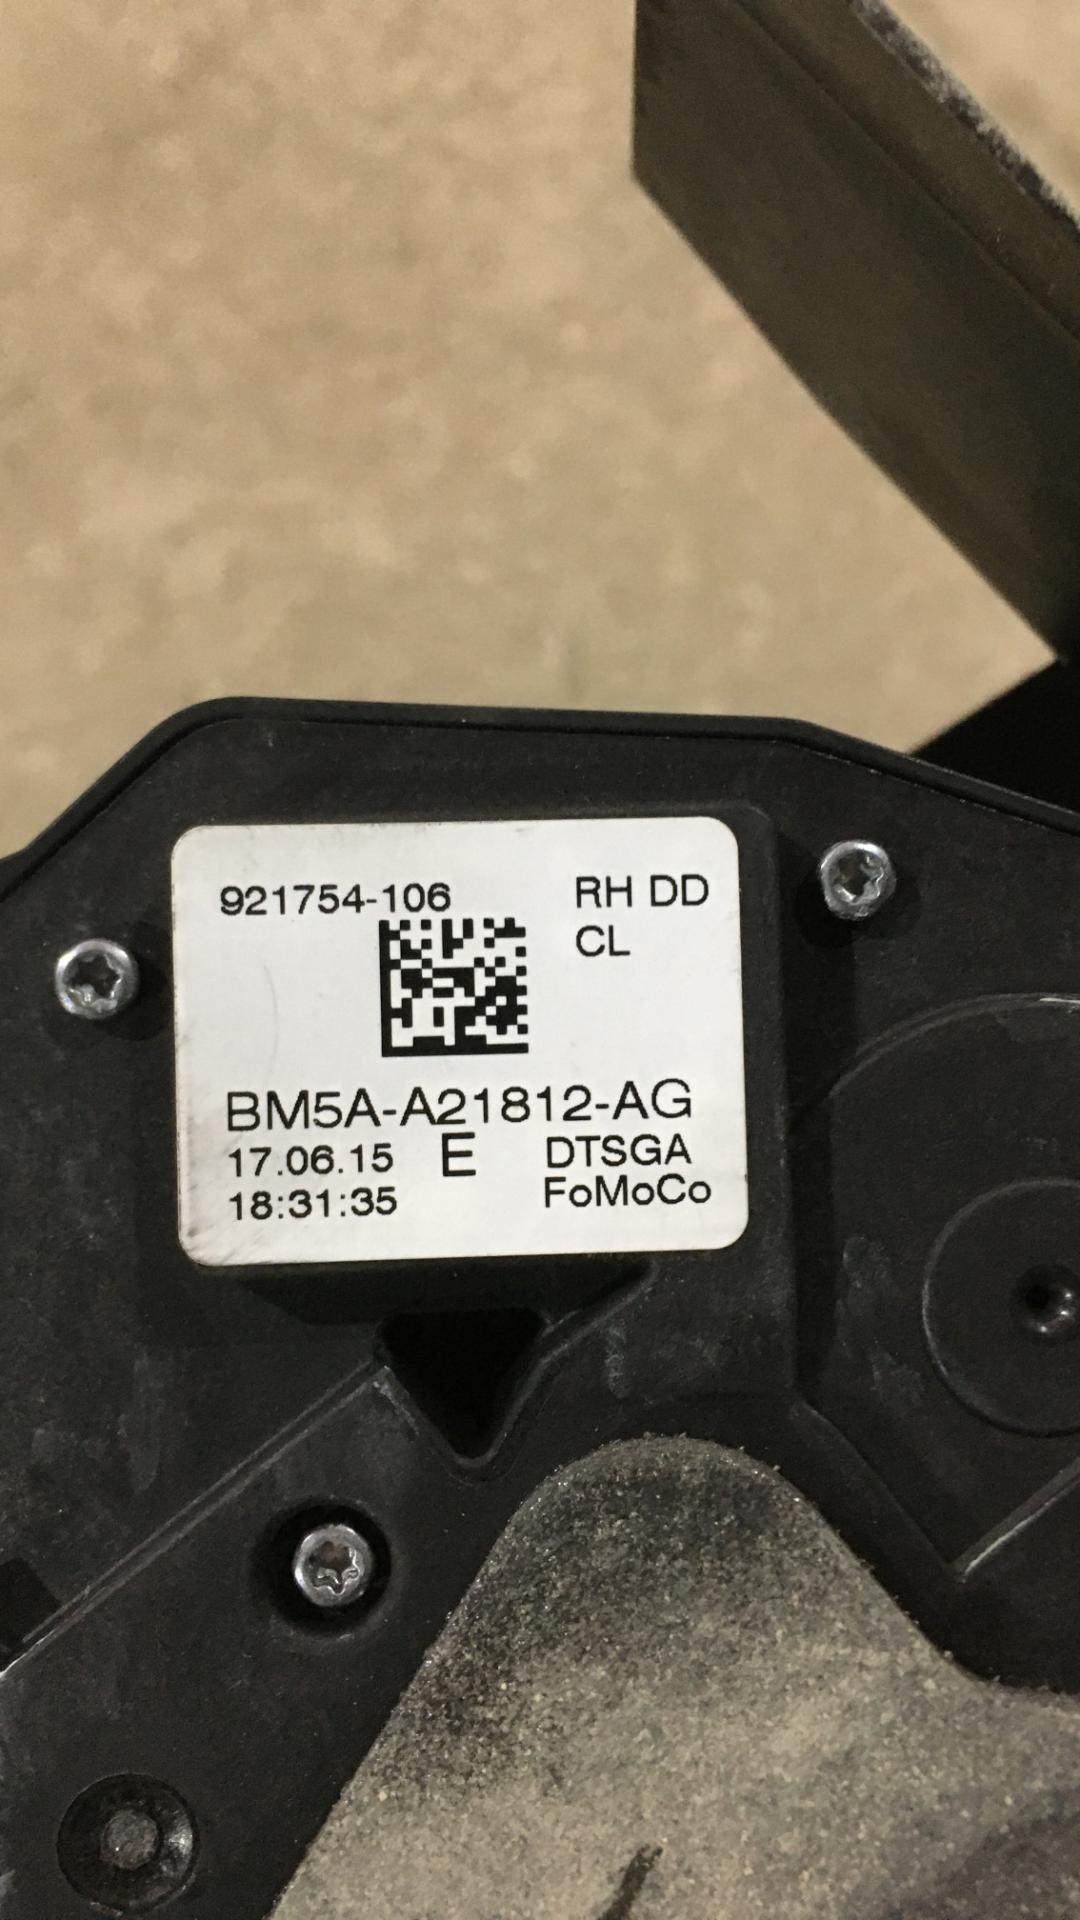 921754-106 RH DD
CL
BM5A-A21812-AG
17.06.15 E DTSGA
18:31:35 FoMoCo